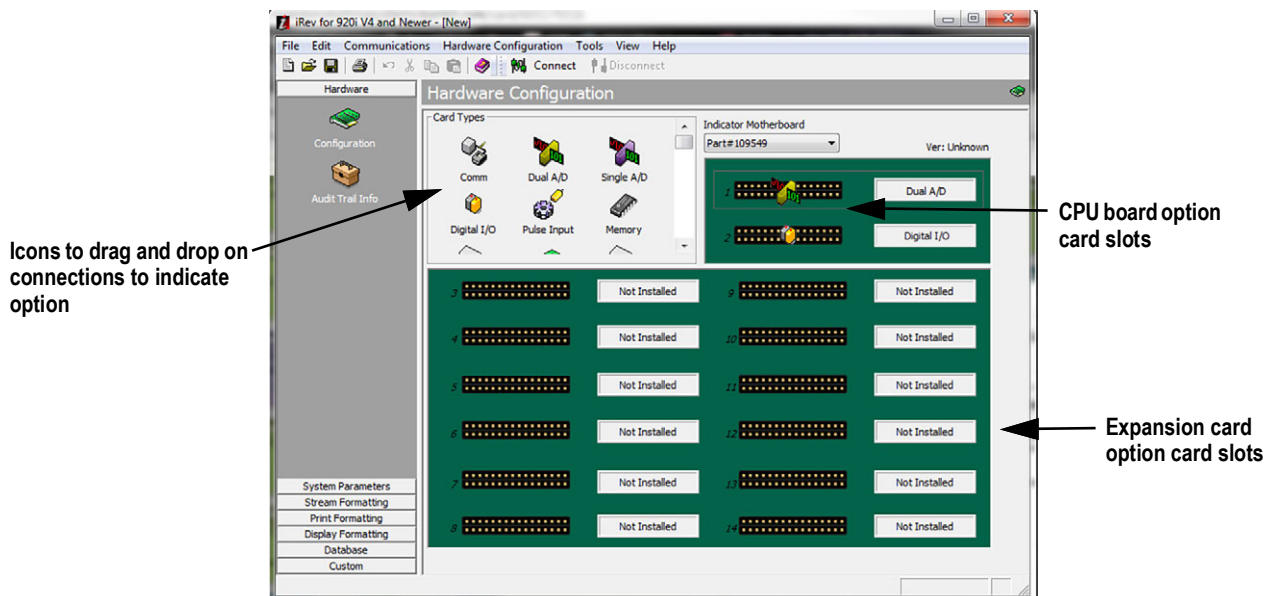 iRev for 920i V4 and Newer - [New]
File Edit Communications Hardware Configuration Tools View Help
Connect Disconnect
Hardware
Configuration
Audit Trail Info
System Parameters
Stream Formatting
Print Formatting
Display Formatting
Database
Custom
Hardware Configuration
Card Types
Comm Dual A/D Single A/D
Digital I/O Pulse Input Memory
Indicator Motherboard
Part#109549
Ver: Unknown
1 Dual A/D
2 Digital I/O
3 Not Installed 9 Not Installed
4 Not Installed 10 Not Installed
5 Not Installed 11 Not Installed
6 Not Installed 12 Not Installed
7 Not Installed 13 Not Installed
8 Not Installed 14 Not Installed
Icons to drag and drop on
connections to indicate
option
CPU board option
card slots
Expansion card
option card slots